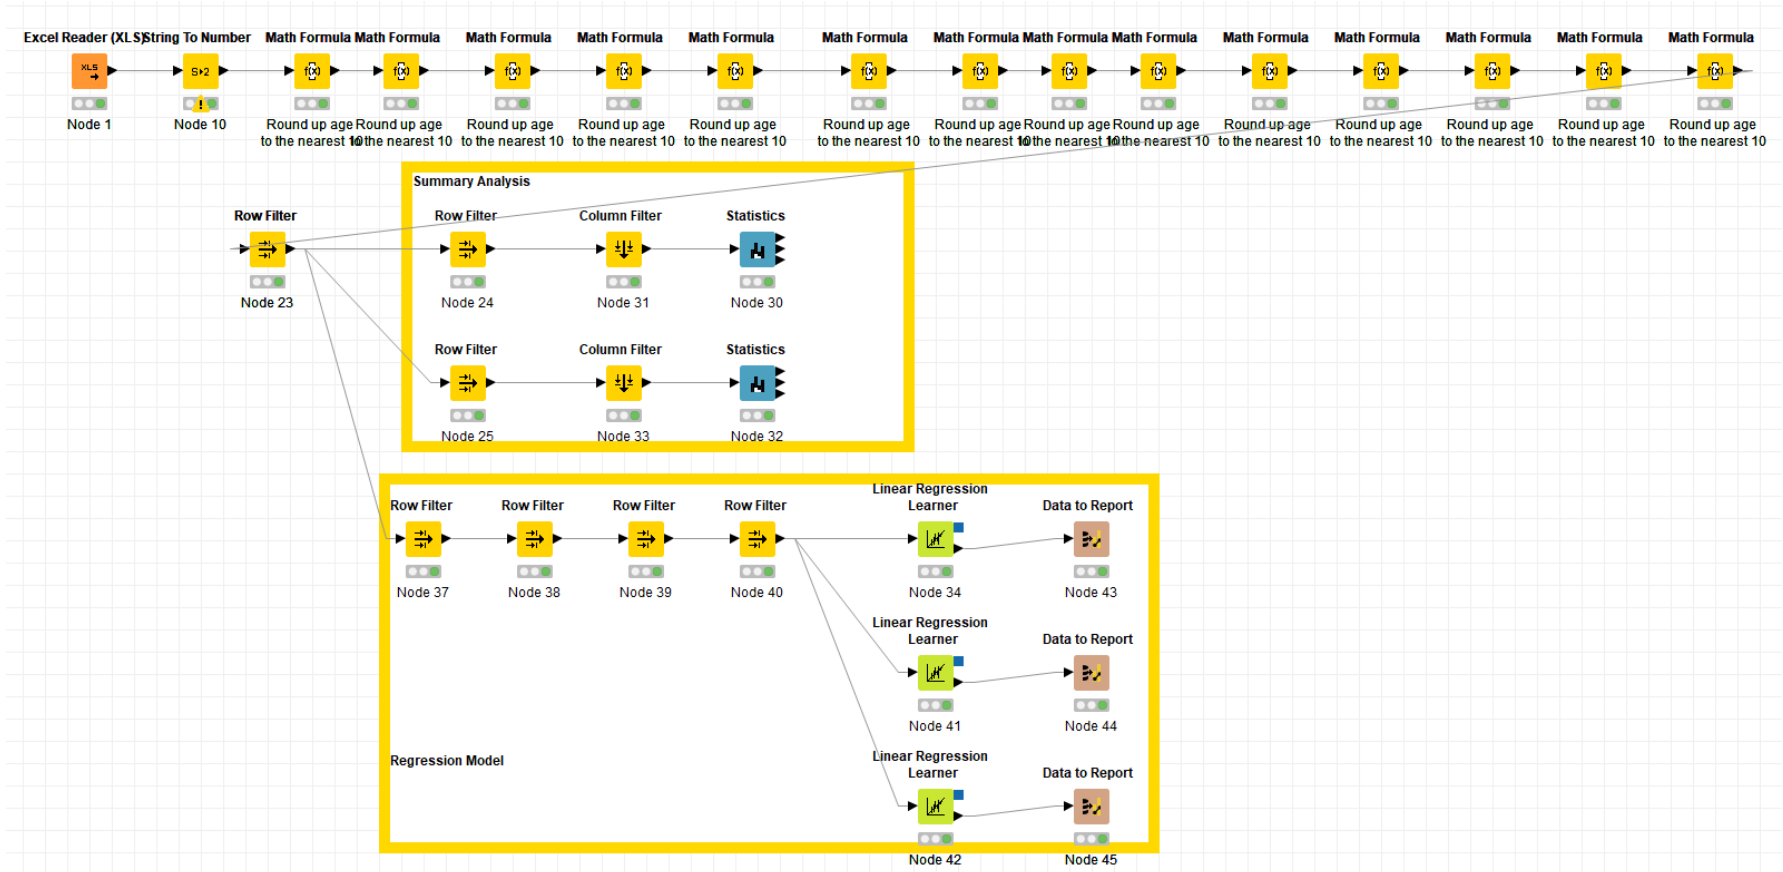 Excel Reader (XLS) String To Number Math Formula Math Formula Math Formula Math Formula Math Formula Math Formula Math Formula Math Formula Math Formula Math Formula Math Formula Math Formula Math Formula Math Formula
XLS S▸2 f(x) f(x) f(x) f(x) f(x) f(x) f(x) f(x) f(x) f(x) f(x) f(x) f(x) f(x)
Node 1 Node 10 Round up age Round up age Round up age Round up age Round up age Round up age Round up age Round up age Round up age Round up age Round up age Round up age Round up age Round up age
to the nearest 10 to the nearest 10 to the nearest 10 to the nearest 10 to the nearest 10 to the nearest 10 to the nearest 10 to the nearest 10 to the nearest 10 to the nearest 10 to the nearest 10 to the nearest 10 to the nearest 10 to the nearest 10
Summary Analysis
Row Filter Row Filter Column Filter Statistics
Node 23 Node 24 Node 31 Node 30
Row Filter Column Filter Statistics
Node 25 Node 33 Node 32
Linear Regression
Row Filter Row Filter Row Filter Row Filter Learner Data to Report
Node 37 Node 38 Node 39 Node 40 Node 34 Node 43
Linear Regression
Learner Data to Report
Node 41 Node 44
Linear Regression
Regression Model
Learner Data to Report
Node 42 Node 45